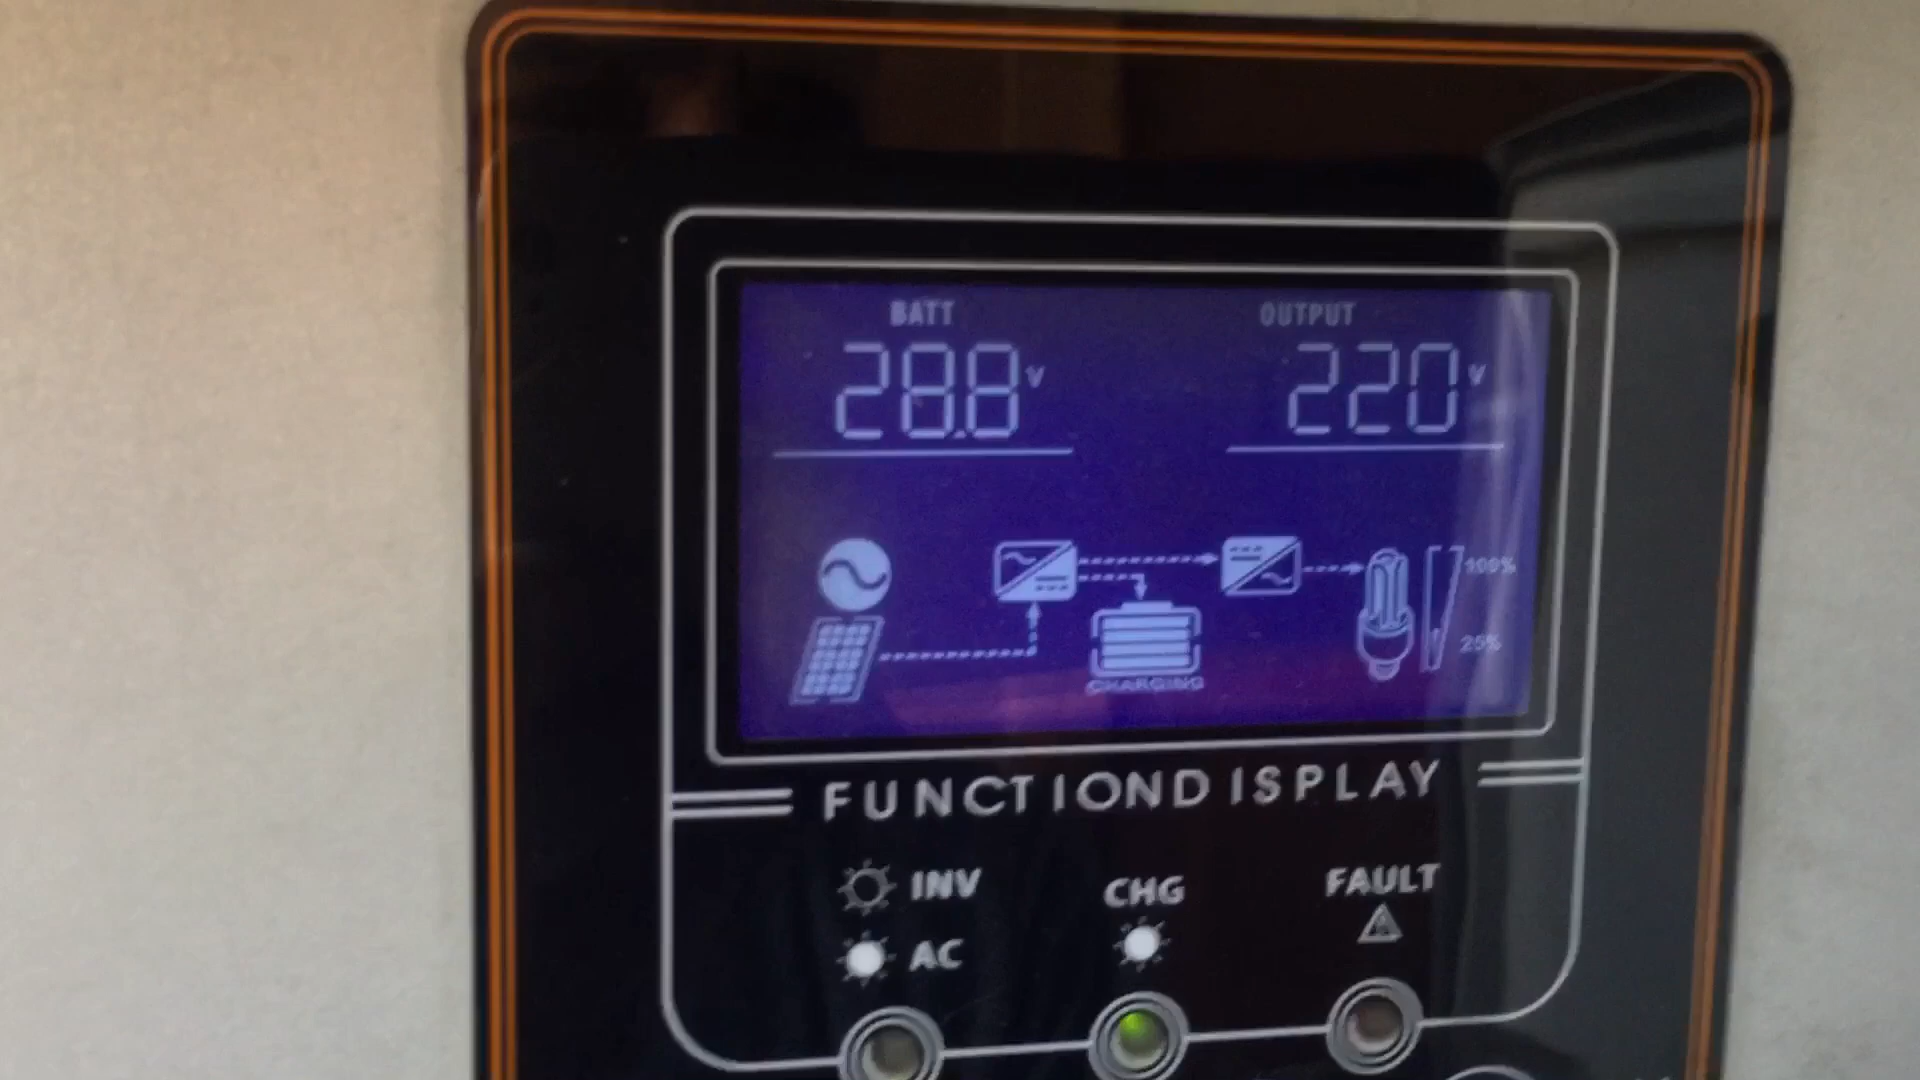 BATT
OUTPUT
28.8V
220V
100%
25%
CHARGING
FUNCTIONDISPLAY
INV
AC
CHG
FAULT